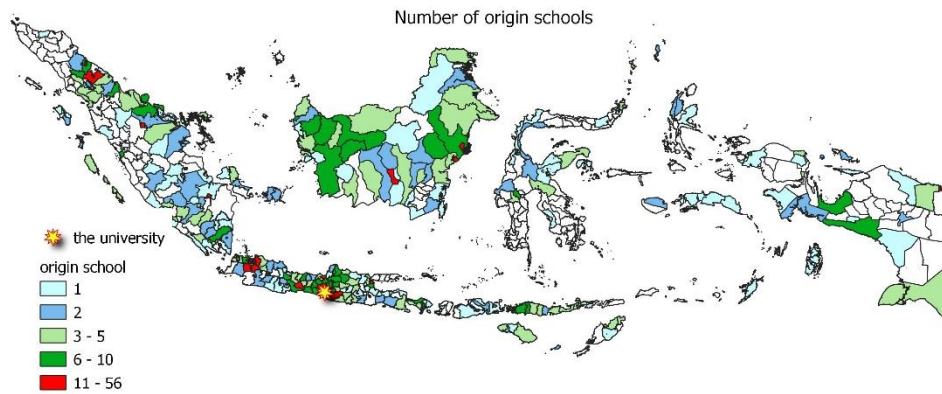 Number of origin schools
the university
origin school
1
2
3 - 5
6 - 10
11 - 56